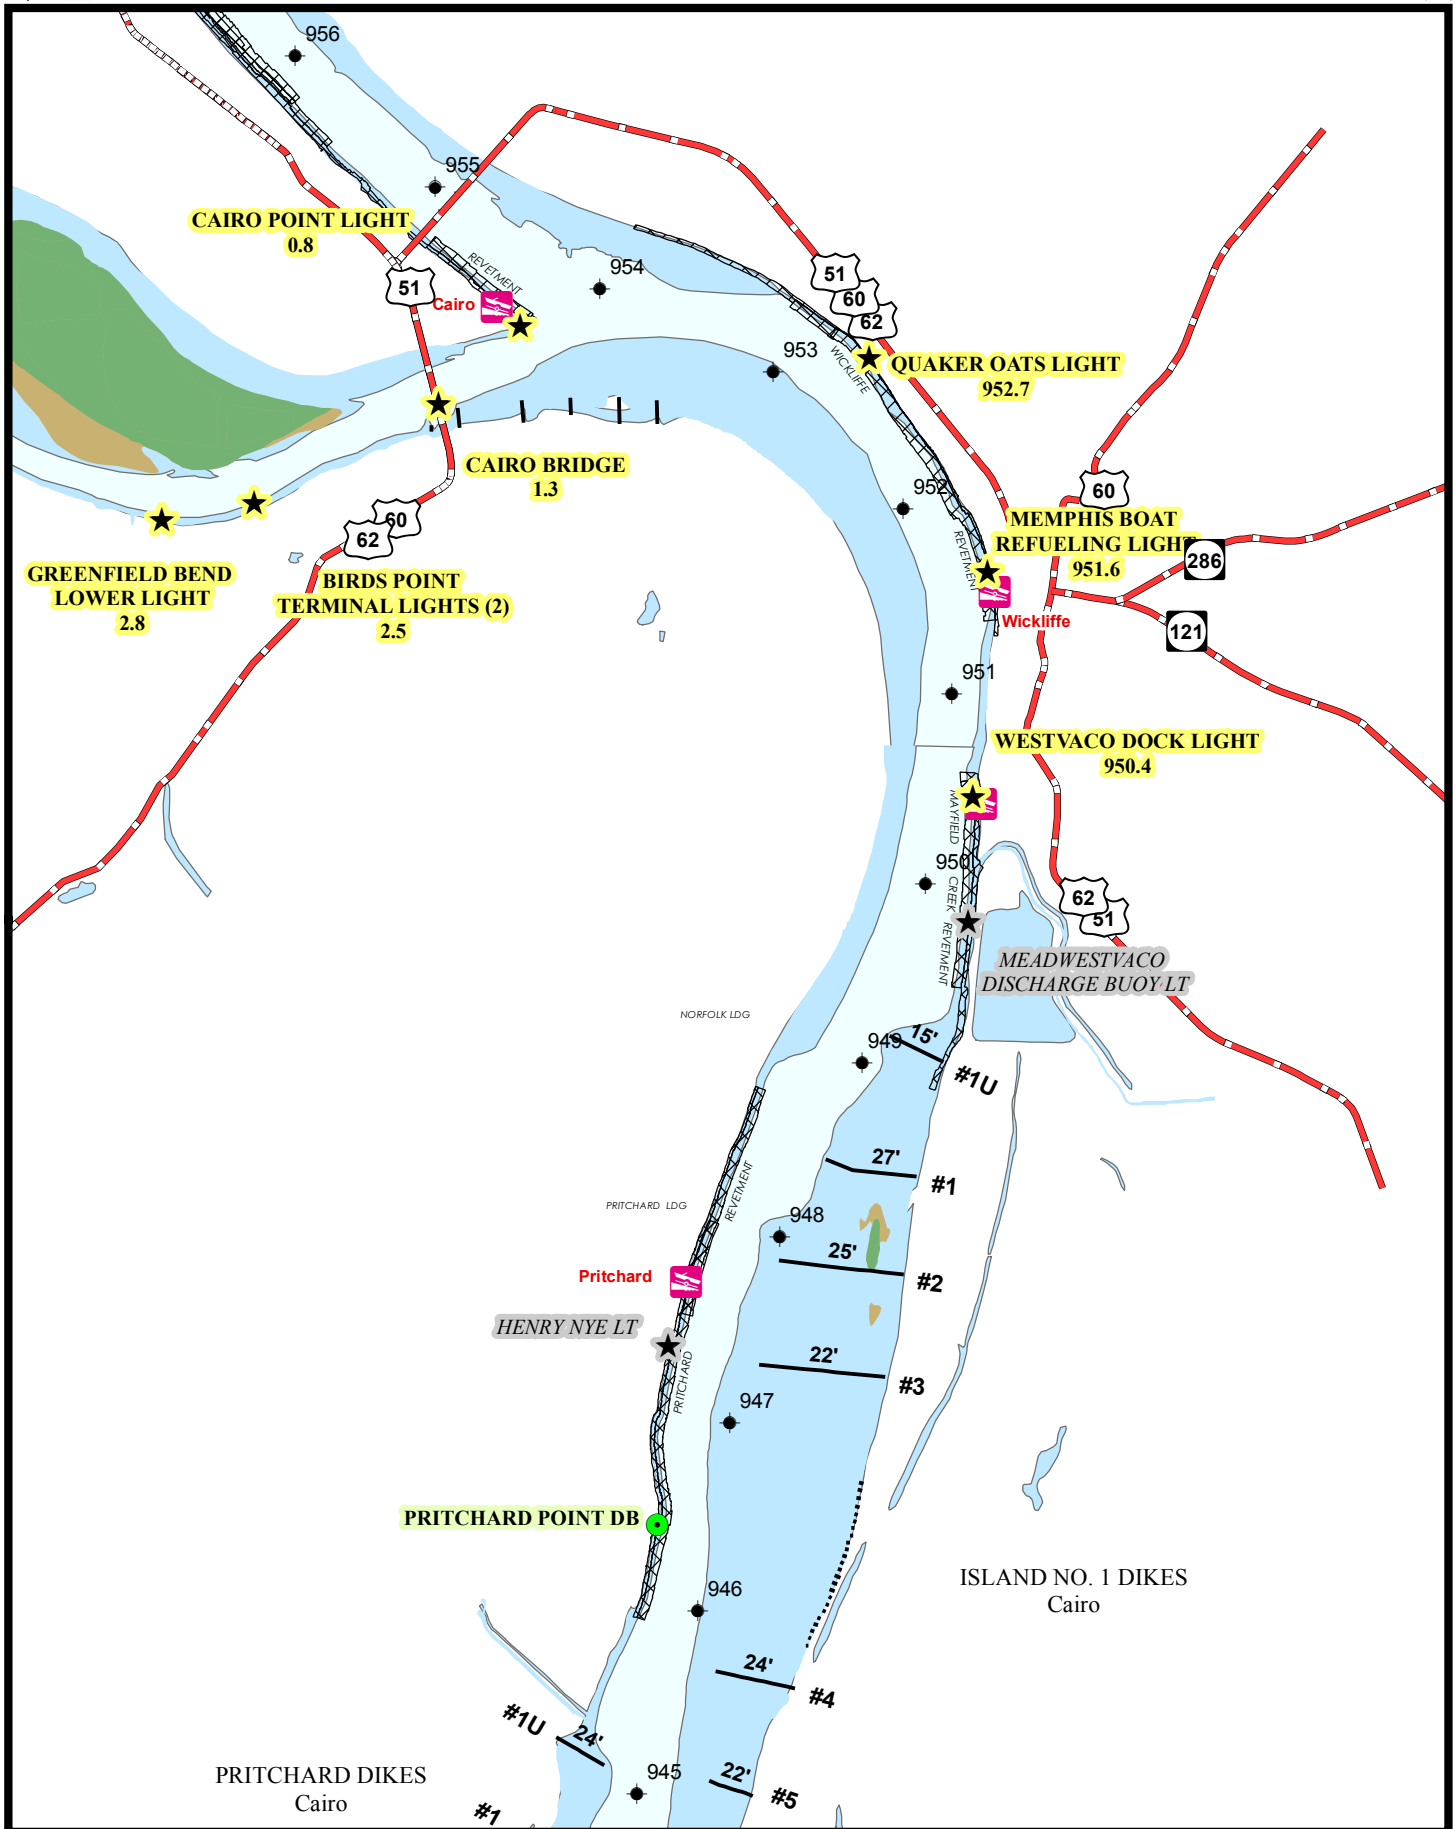 956
955
CAIRO POINT LIGHT
0.8
REVETMENT
954
51
Cairo
51
60
62
WICKLIFFE
953
QUAKER OATS LIGHT
952.7
CAIRO BRIDGE
1.3
60
62
952
60
MEMPHIS BOAT
REFUELING LIGHT
951.6
REVETMENT
286
GREENFIELD BEND
LOWER LIGHT
2.8
BIRDS POINT
TERMINAL LIGHTS (2)
2.5
Wickliffe
121
951
WESTVACO DOCK LIGHT
950.4
MAYFIELD CREEK REVETMENT
950
62
51
MEADWESTVACO
DISCHARGE BUOY LT
NORFOLK LDG
949
15'
#1U
27'
#1
REVETMENT
PRITCHARD LDG
948
25'
#2
Pritchard
HENRY NYE LT
22'
#3
PRITCHARD
947
PRITCHARD POINT DB
946
ISLAND NO. 1 DIKES
Cairo
24'
#4
#1U
24'
PRITCHARD DIKES
Cairo
945
22'
#5
#1